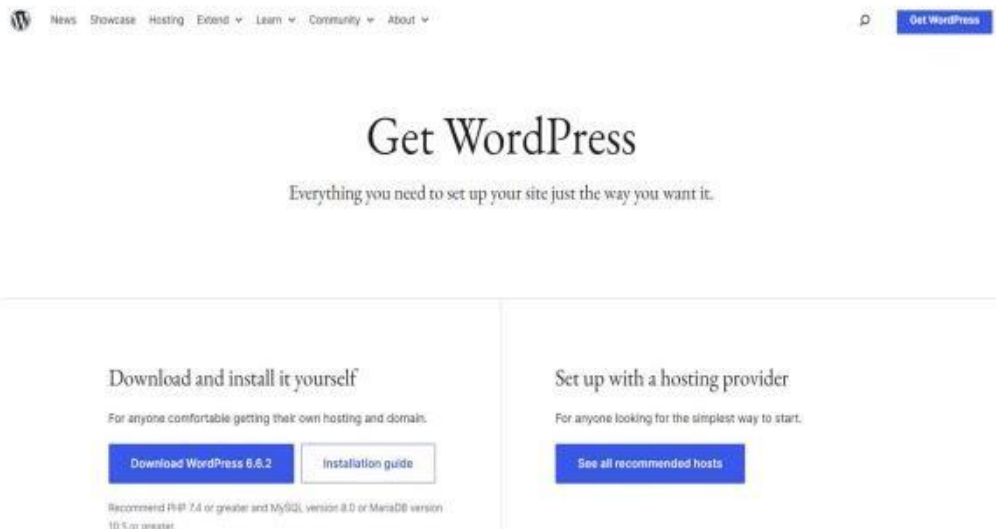 News Showcase Hosting Extend Learn Community About
Get WordPress
Get WordPress
Everything you need to set up your site just the way you want it.
Download and install it yourself
For anyone comfortable getting their own hosting and domain.
Download WordPress 6.6.2
Installation guide
Recommend PHP 7.4 or greater and MySQL version 8.0 or MariaDB version
10.5 or greater.
Set up with a hosting provider
For anyone looking for the simplest way to start.
See all recommended hosts